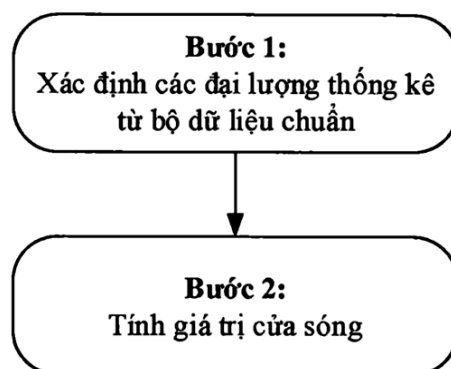 Bước 1:
Xác định các đại lượng thống kê
từ bộ dữ liệu chuẩn
Bước 2:
Tính giá trị cửa sóng